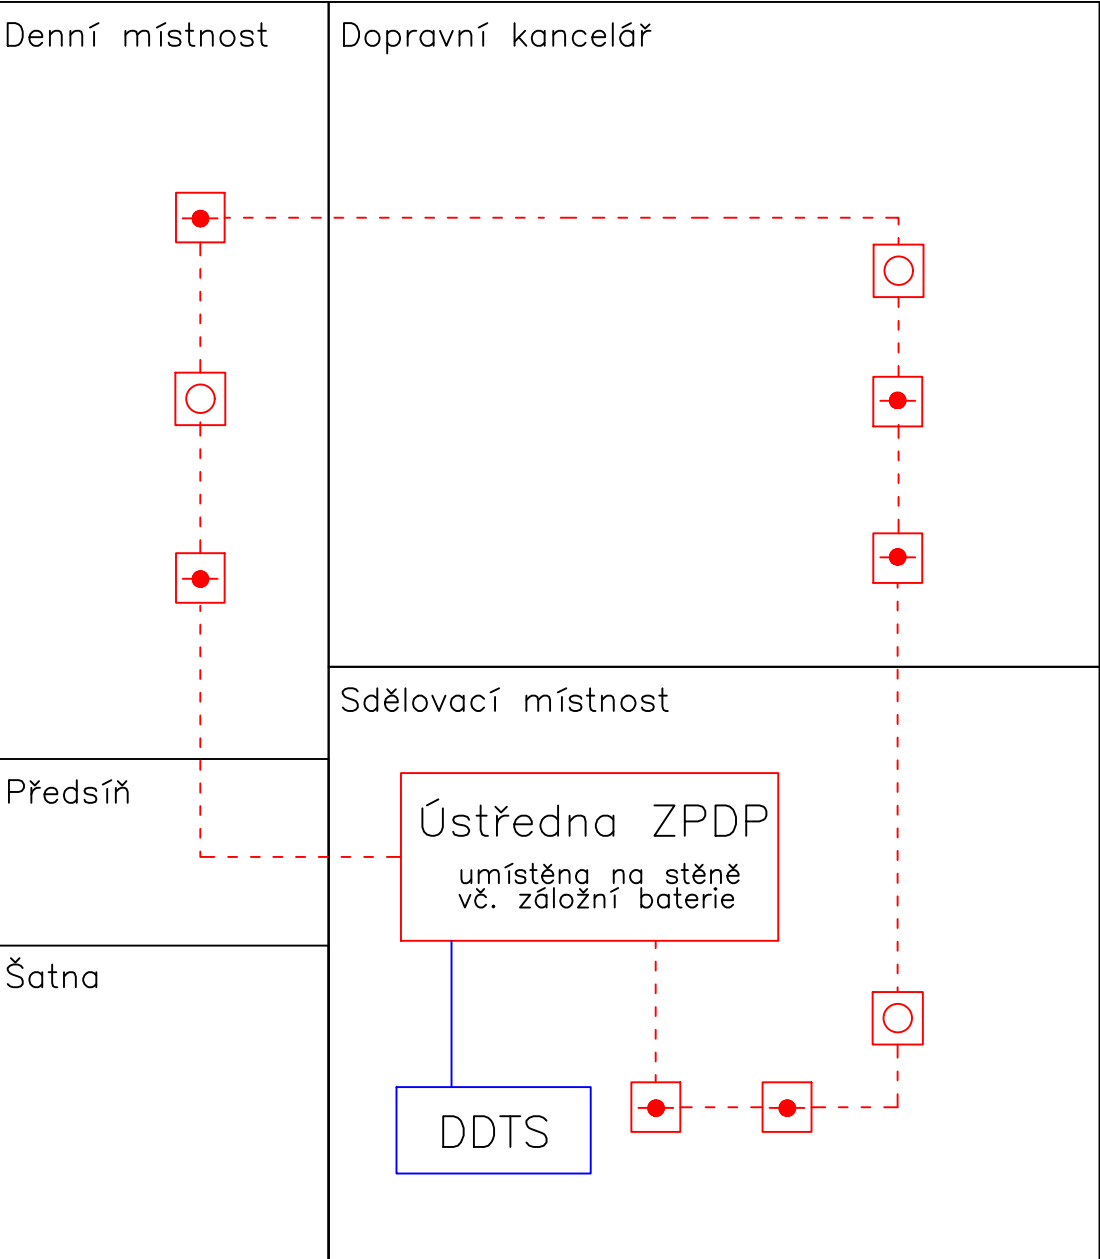 Denní místnost
Dopravní kancelář
Sdělovací místnost
Předsíň
Ústředna ZPDP
umístěna na stěně
vč. záložní baterie
Šatna
DDTS